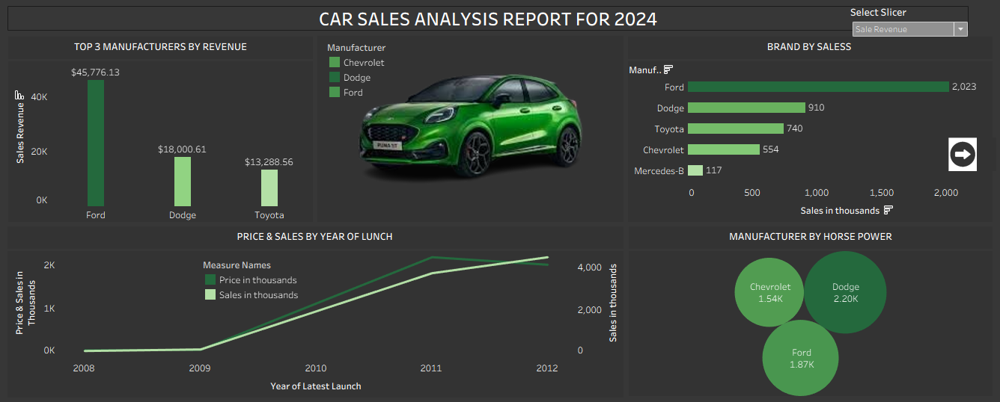 CAR SALES ANALYSIS REPORT FOR 2024
Select Slicer
Sale Revenue
TOP 3 MANUFACTURERS BY REVENUE
Sales Revenue
40K
20K
0K
$45,776.13
$18,000.61
$13,288.56
Ford
Dodge
Toyota
Manufacturer
Chevrolet
Dodge
Ford
PUMA ST
BRAND BY SALESS
Manuf..
Ford
2,023
Dodge
910
Toyota
740
Chevrolet
554
Mercedes-B
117
0
500
1,000
1,500
2,000
Sales in thousands
PRICE & SALES BY YEAR OF LUNCH
Price & Sales in
Thousands
2K
1K
0K
Measure Names
Price in thousands
Sales in thousands
4,000
2,000
0
Sales in thousands
2008
2009
2010
2011
2012
Year of Latest Launch
MANUFACTURER BY HORSE POWER
Chevrolet
1.54K
Dodge
2.20K
Ford
1.87K